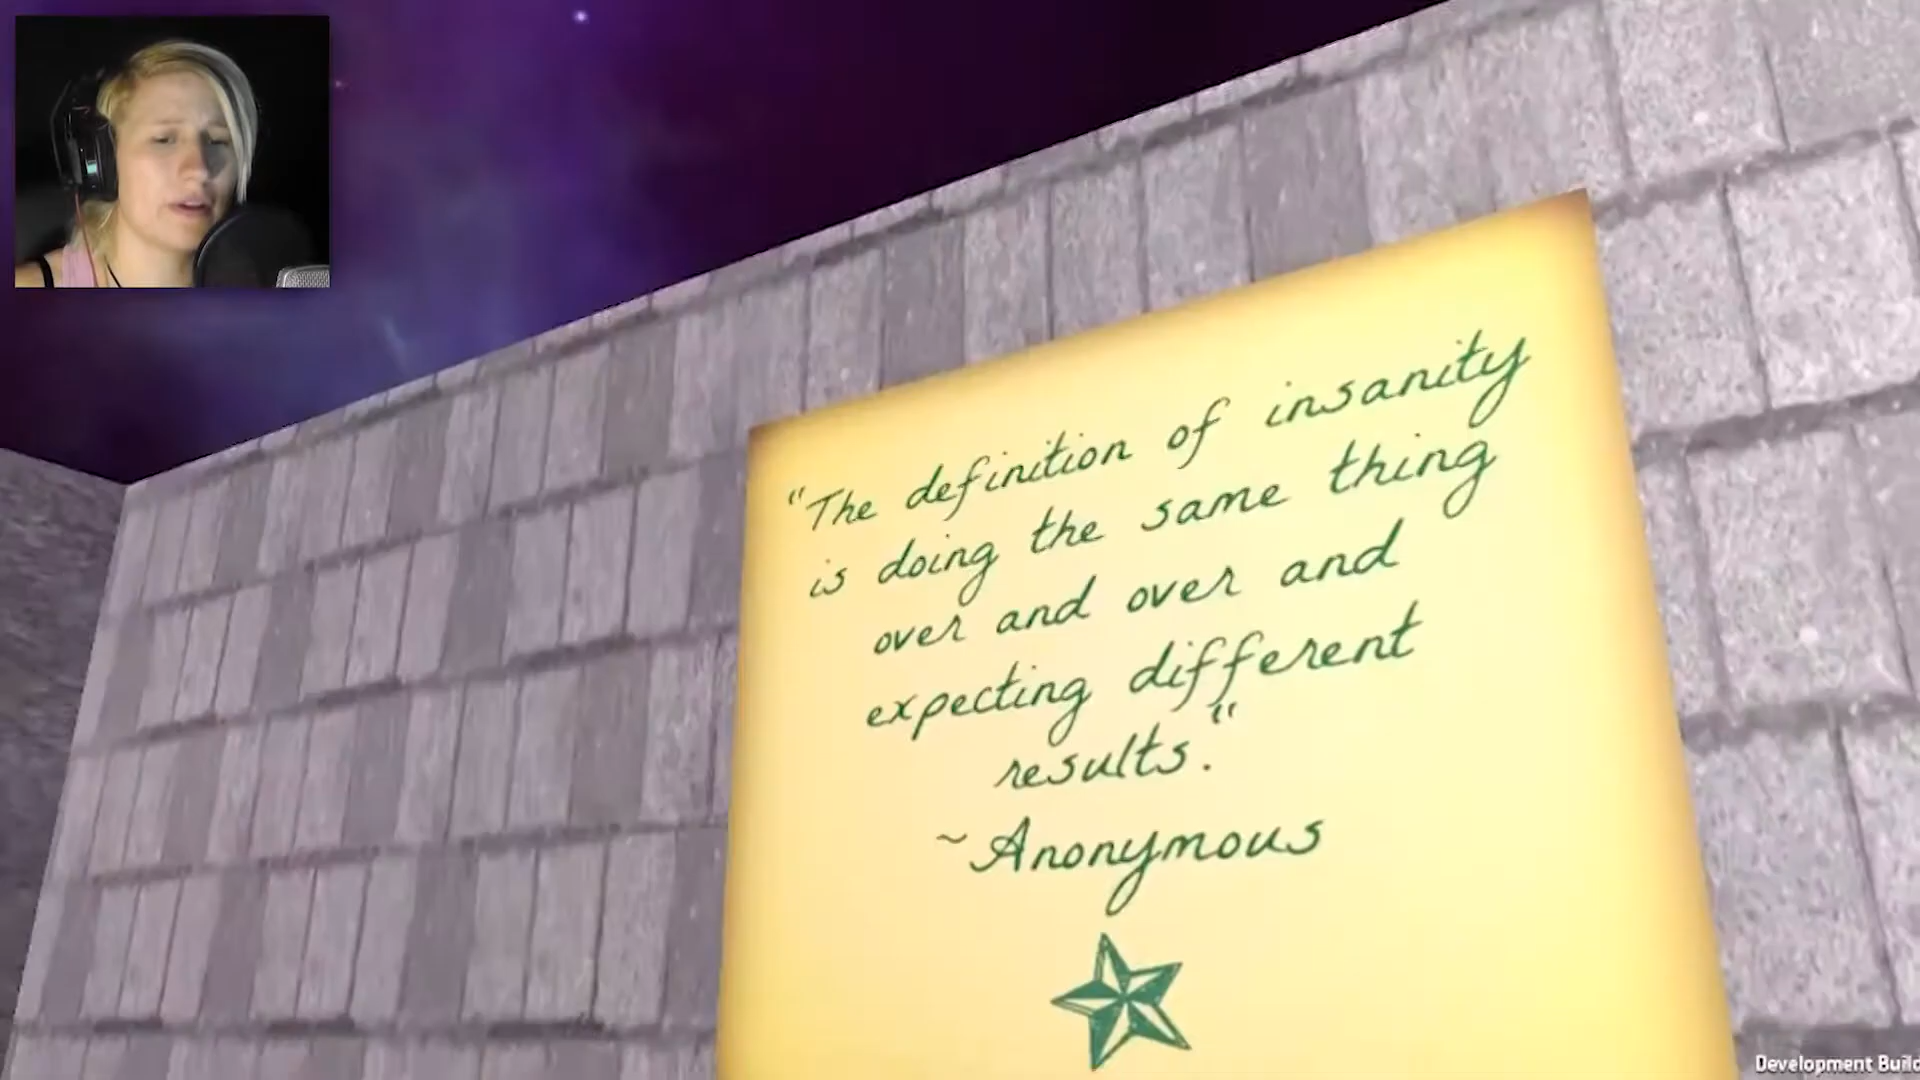 "The definition of insanity
is doing the same thing
over and over and
expecting different
results."
~Anonymous
Development Build